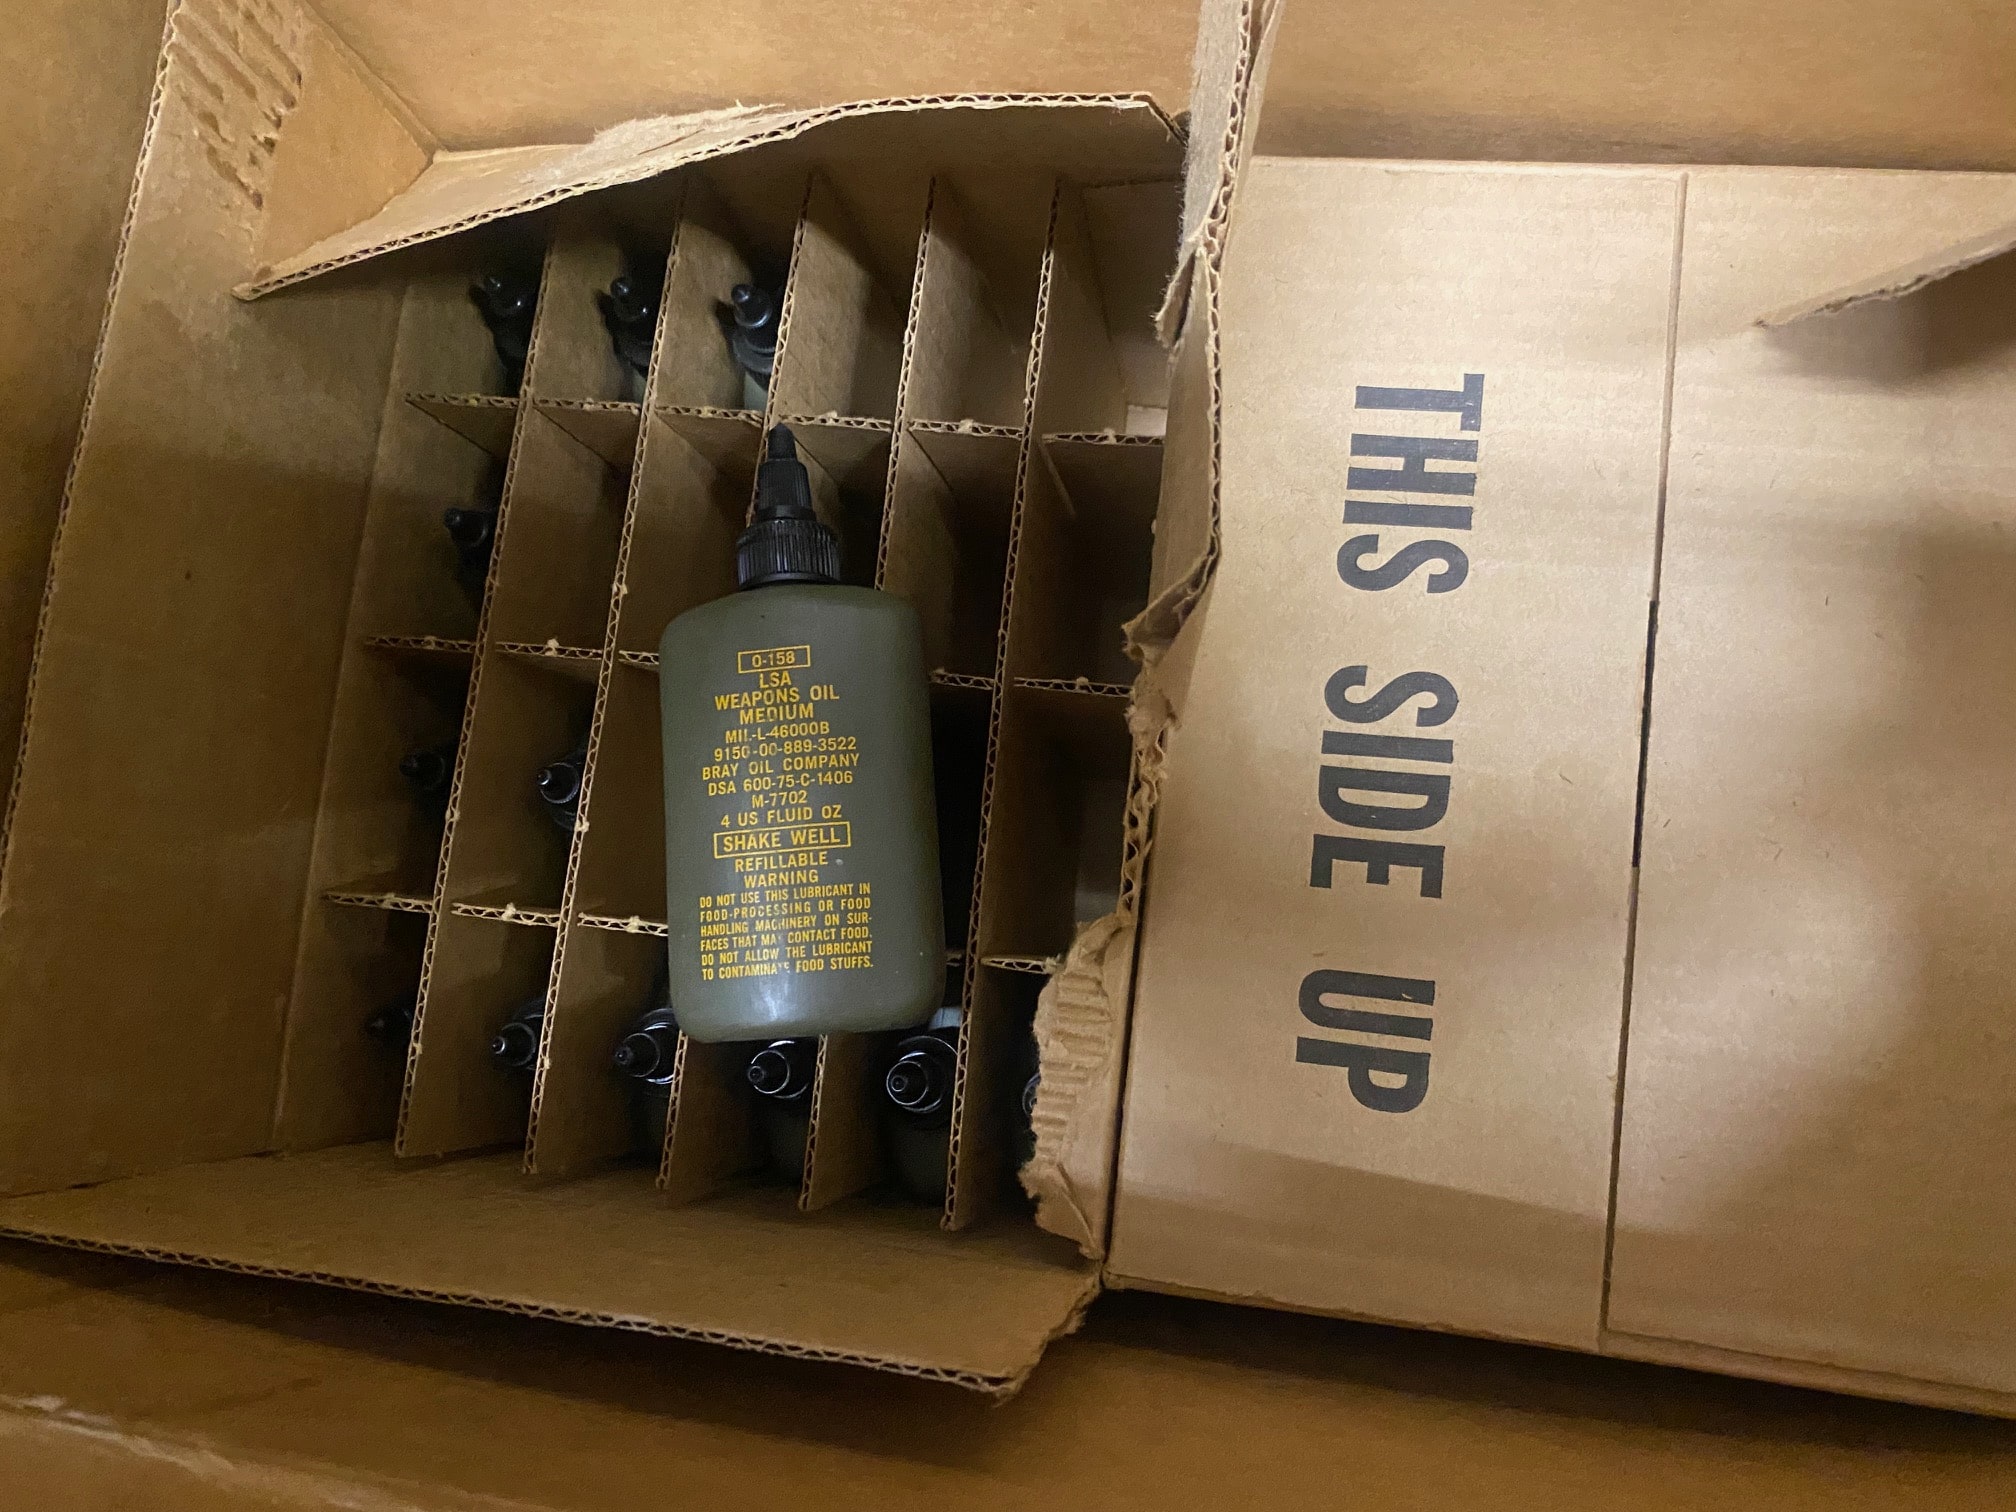 O-158
LSA
WEAPONS OIL
MEDIUM
MIL-L-46000B
9150-00-889-3522
BRAY OIL COMPANY
DSA 600-75-C-1406
M-7702
4 US FLUID OZ
SHAKE WELL
REFILLABLE
WARNING
DO NOT USE THIS LUBRICANT IN
FOOD-PROCESSING OR FOOD
HANDLING MACHINERY ON SUR-
FACES THAT MAY CONTACT FOOD.
DO NOT ALLOW THE LUBRICANT
TO CONTAMINATE FOOD STUFFS.
THIS SIDE UP